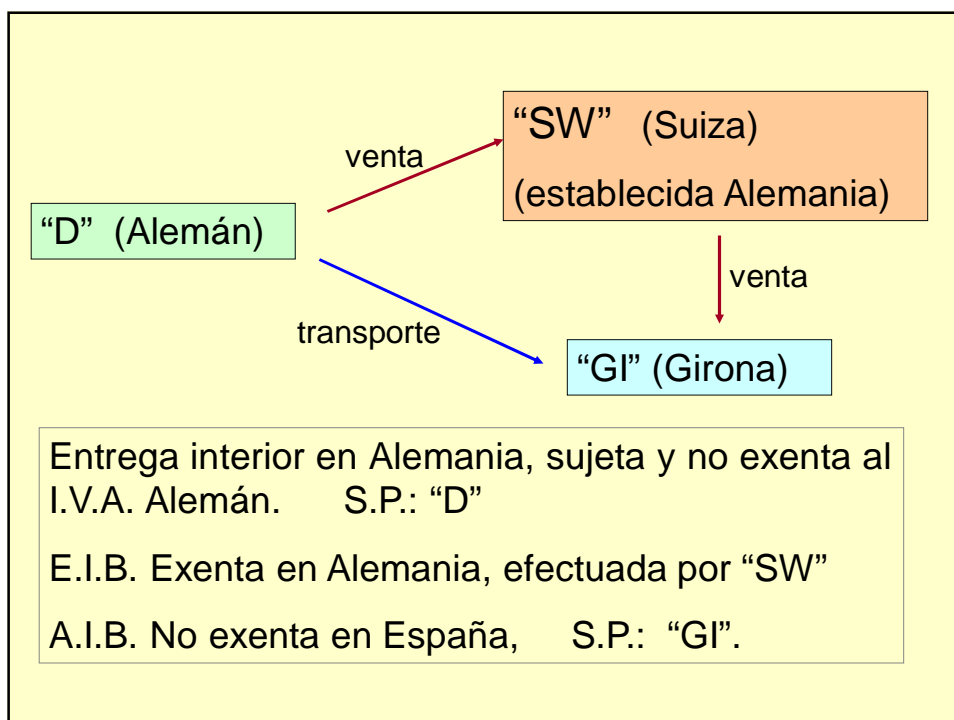 “SW” (Suiza)
(establecida Alemania)
venta
“D” (Alemán)
venta
transporte
“GI” (Girona)
Entrega interior en Alemania, sujeta y no exenta al
I.V.A. Alemán. S.P.: “D”
E.I.B. Exenta en Alemania, efectuada por “SW”
A.I.B. No exenta en España, S.P.: “GI”.